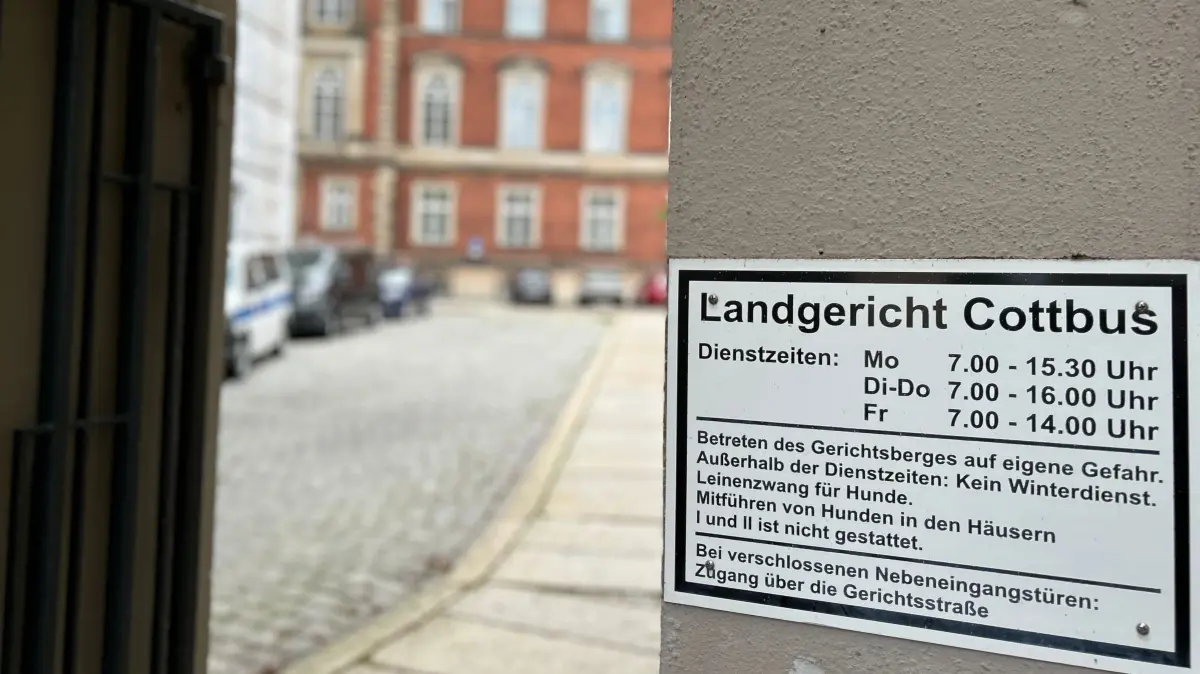 Landgericht Cottbus
Dienstzeiten: Mo 7.00 - 15.30 Uhr
Di-Do 7.00 - 16.00 Uhr
Fr 7.00 - 14.00 Uhr
Betreten des Gerichtsberges auf eigene Gefahr.
Außerhalb der Dienstzeiten: Kein Winterdienst.
Leinenzwang für Hunde.
Mitführen von Hunden in den Häusern
I und II ist nicht gestattet.
Bei verschlossenen Nebeneingangstüren:
Zugang über die Gerichtsstraße